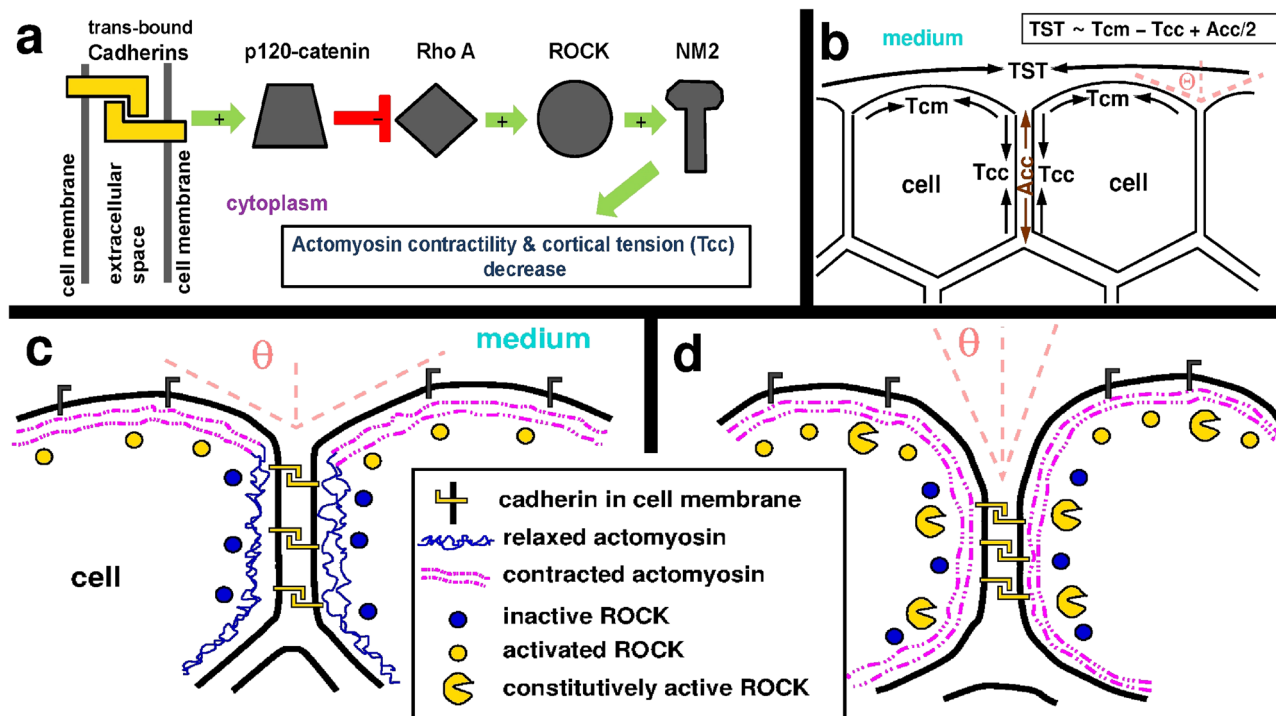 a
trans-bound
Cadherins
p120-catenin
Rho A
ROCK
NM2
+
−
+
+
cell membrane
extracellular
space
cell membrane
cytoplasm
Actomyosin contractility & cortical tension (Tcc)
decrease
b
TST ~ Tcm – Tcc + Acc/2
medium
TST
Θ
Tcm
Tcm
Tcc
Acc
Tcc
cell
cell
c
θ
medium
cell
d
θ
cadherin in cell membrane
relaxed actomyosin
contracted actomyosin
inactive ROCK
activated ROCK
constitutively active ROCK